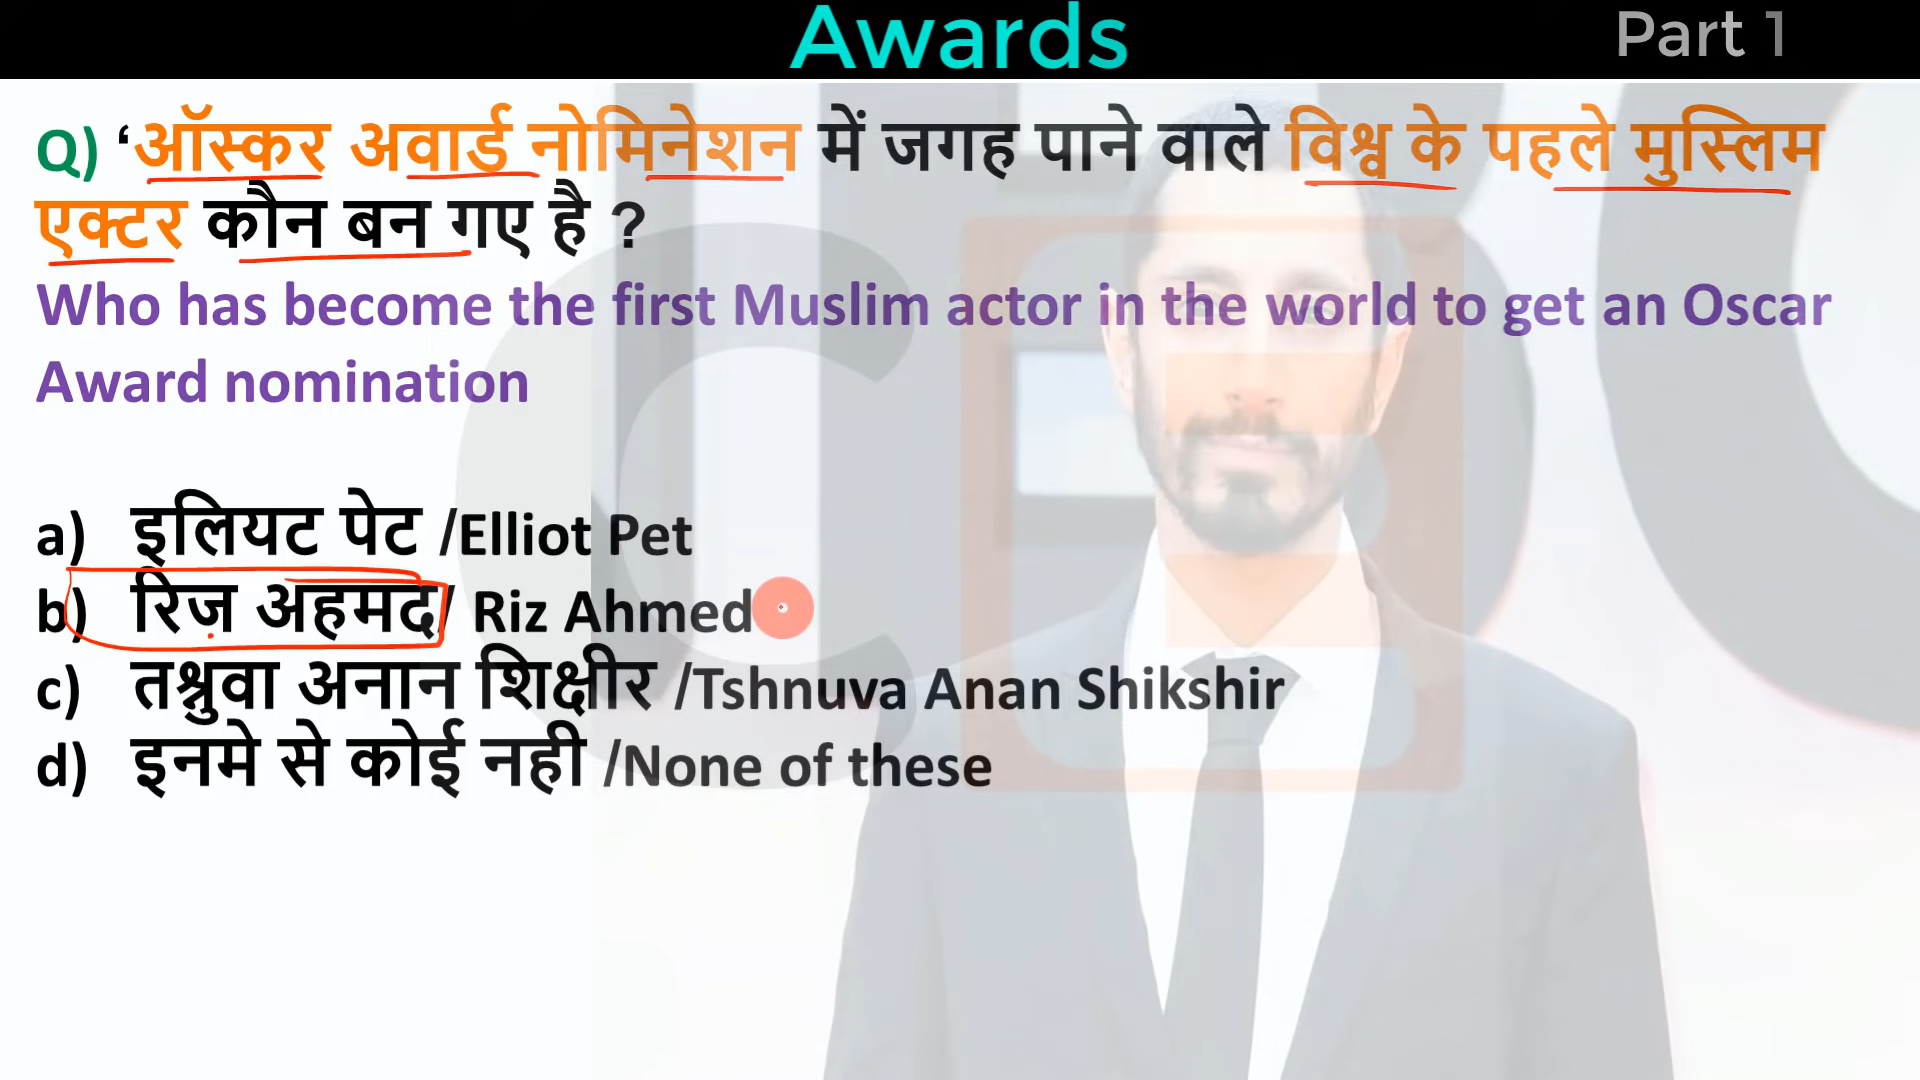 Awards
Part 1
Q) ‘ऑस्कर अवार्ड नोमिनेशन में जगह पाने वाले विश्व के पहले मुस्लिम
एक्टर कौन बन गए है ?
Who has become the first Muslim actor in the world to get an Oscar
Award nomination
a) इलियट पेट /Elliot Pet
b) रिज अहमद/ Riz Ahmed
c) तश्नुवा अनान शिक्षीर /Tshnuva Anan Shikshir
d) इनमे से कोई नही /None of these